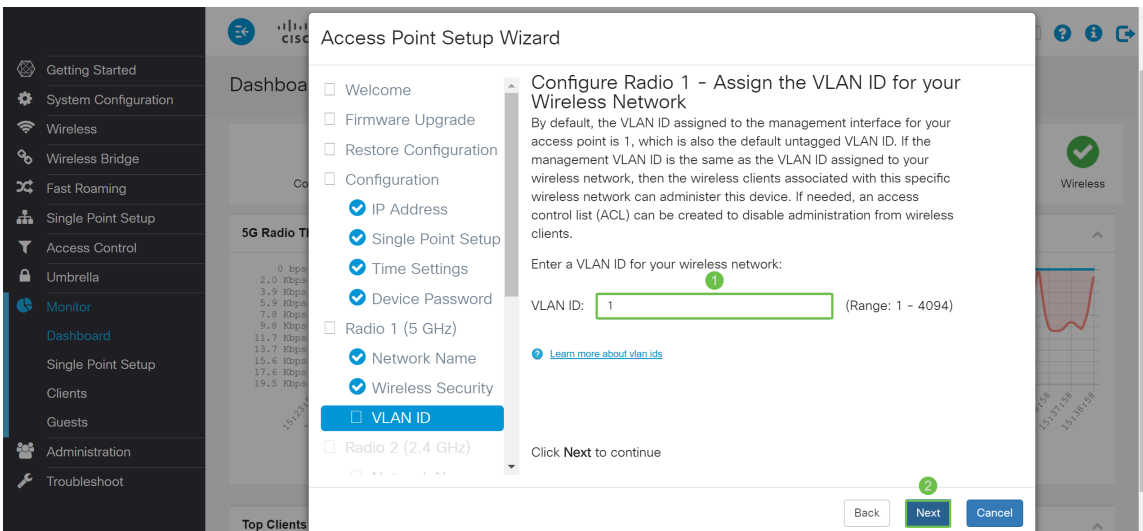 Getting Started
System Configuration
Wireless
Wireless Bridge
Fast Roaming
Single Point Setup
Access Control
Umbrella
Monitor
Dashboard
Single Point Setup
Clients
Guests
Administration
Troubleshoot
Dashboa
Co
Wireless
5G Radio
0 bps
2.0 Kbps
3.9 Kbps
5.9 Kbps
7.8 Kbps
9.8 Kbps
11.7 Kbps
13.7 Kbps
15.6 Kbps
17.6 Kbps
19.5 Kbps
15:37:58
15:38:58
Top Clients
Access Point Setup Wizard
Welcome
Firmware Upgrade
Restore Configuration
Configuration
IP Address
Single Point Setup
Time Settings
Device Password
Radio 1 (5 GHz)
Network Name
Wireless Security
VLAN ID
Radio 2 (2.4 GHz)
Configure Radio 1 - Assign the VLAN ID for your
Wireless Network
By default, the VLAN ID assigned to the management interface for your
access point is 1, which is also the default untagged VLAN ID. If the
management VLAN ID is the same as the VLAN ID assigned to your
wireless network, then the wireless clients associated with this specific
wireless network can administer this device. If needed, an access
control list (ACL) can be created to disable administration from wireless
clients.
Enter a VLAN ID for your wireless network:
1
VLAN ID: 1 (Range: 1 - 4094)
? Learn more about vlan ids
Click Next to continue
2
Back Next Cancel